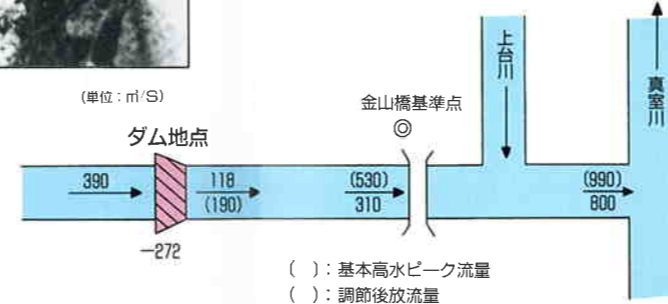 (単位:㎥/S)
ダム地点
390
118
(190)
−272
金山橋基準点
◎
(530)
310
上台川
(990)
800
真室川
( ):基本高水ピーク流量
( ):調節後放流量